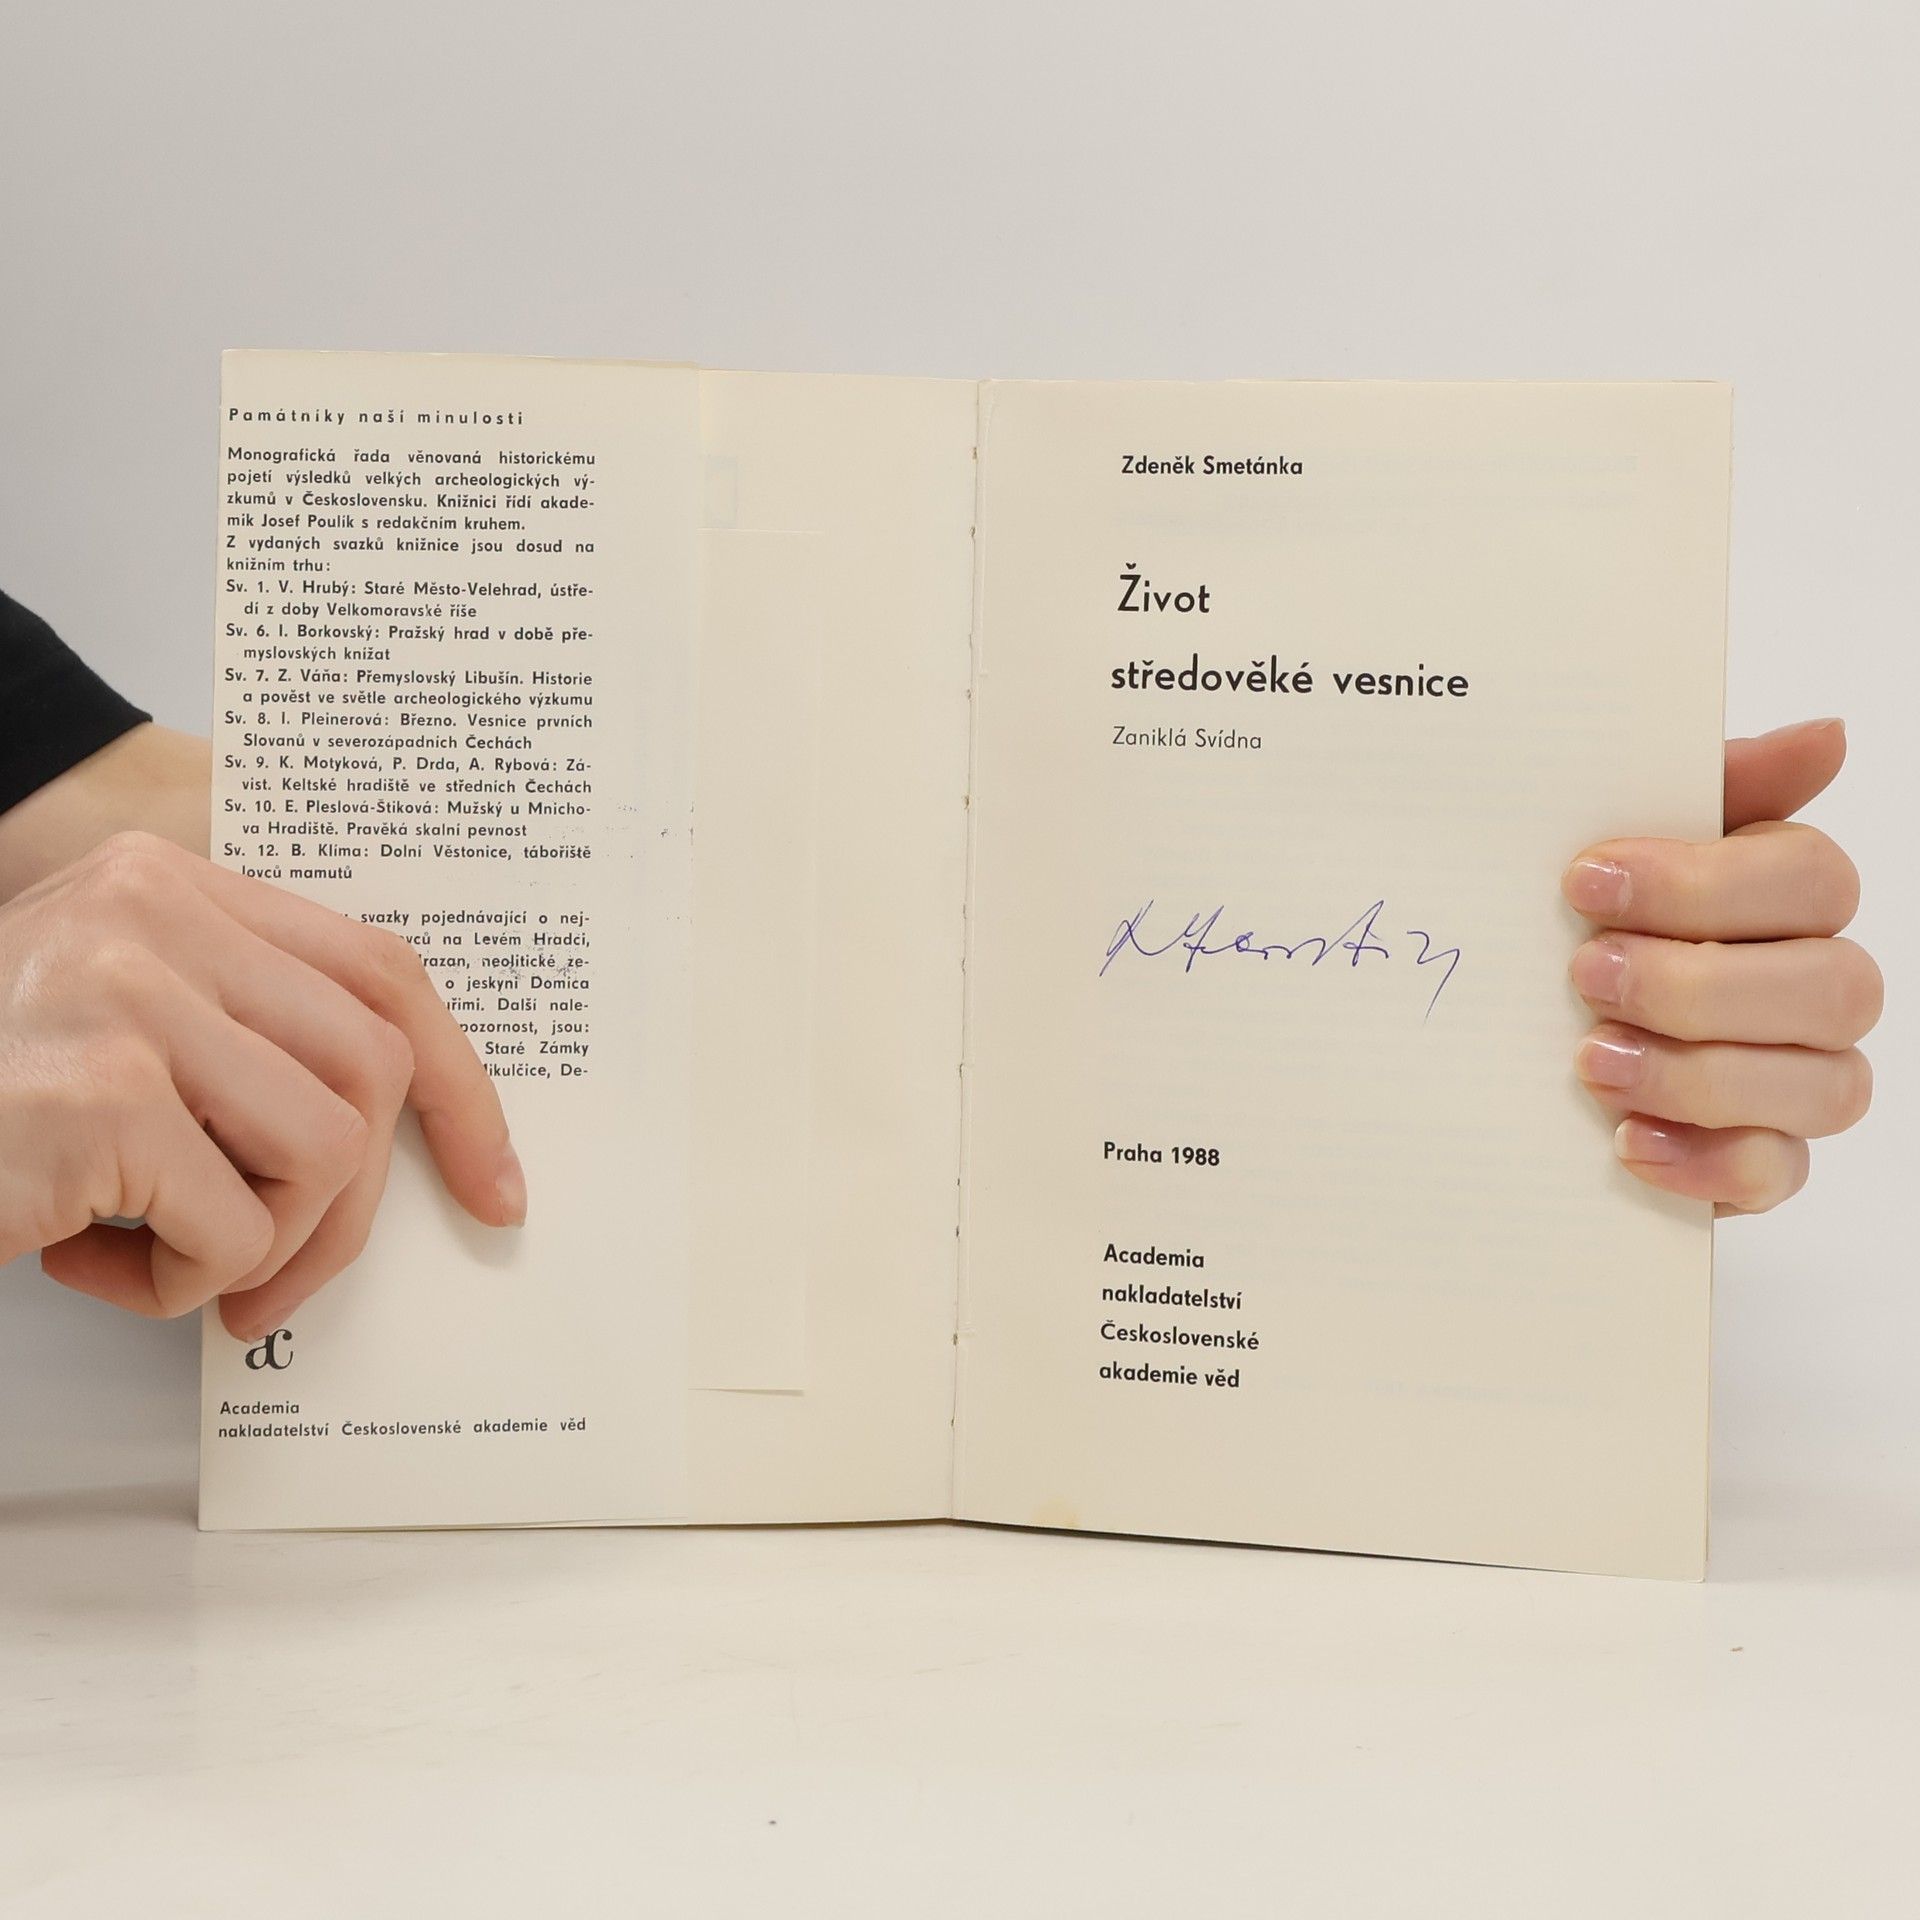 Památníky naší minulosti
Monografická řada věnovaná historickému
pojetí výsledků velkých archeologických vý-
zkumů v Československu. Knižnici řídí akade-
mik Josef Poulík s redakčním kruhem.
Z vydaných svazků knižnice jsou dosud na
knižním trhu:
Sv. 1. V. Hrubý: Staré Město-Velehrad, ústře-
dí z doby Velkomoravské říše
Sv. 6. I. Borkovský: Pražský hrad v době pře-
myslovských knížat
Sv. 7. Z. Váňa: Přemyslovský Libušín. Historie
a pověst ve světle archeologického výzkumu
Sv. 8. I. Pleinerová: Březno. Vesnice prvních
Slovanů v severozápadních Čechách
Sv. 9. K. Motyková, P. Drda, A. Rybová: Zá-
vist. Keltské hradiště ve středních Čechách
Sv. 10. E. Pleslová-Štiková: Mužský u Mnicho-
va Hradiště. Pravěká skalní pevnost
Sv. 12. B. Klíma: Dolní Věstonice, tábořiště
lovců mamutů
svazky pojednávající o nej-
na Levém Hradci,
neolitické ze-
o jeskyni Domica
Další nale-
pozornost, jsou:
Staré Zámky
De-
ac
Academia
nakladatelství Československé akademie věd
Zdeněk Smetánka
Život
středověké vesnice
Zaniklá Svídna
Praha 1988
Academia
nakladatelství
Československé
akademie věd